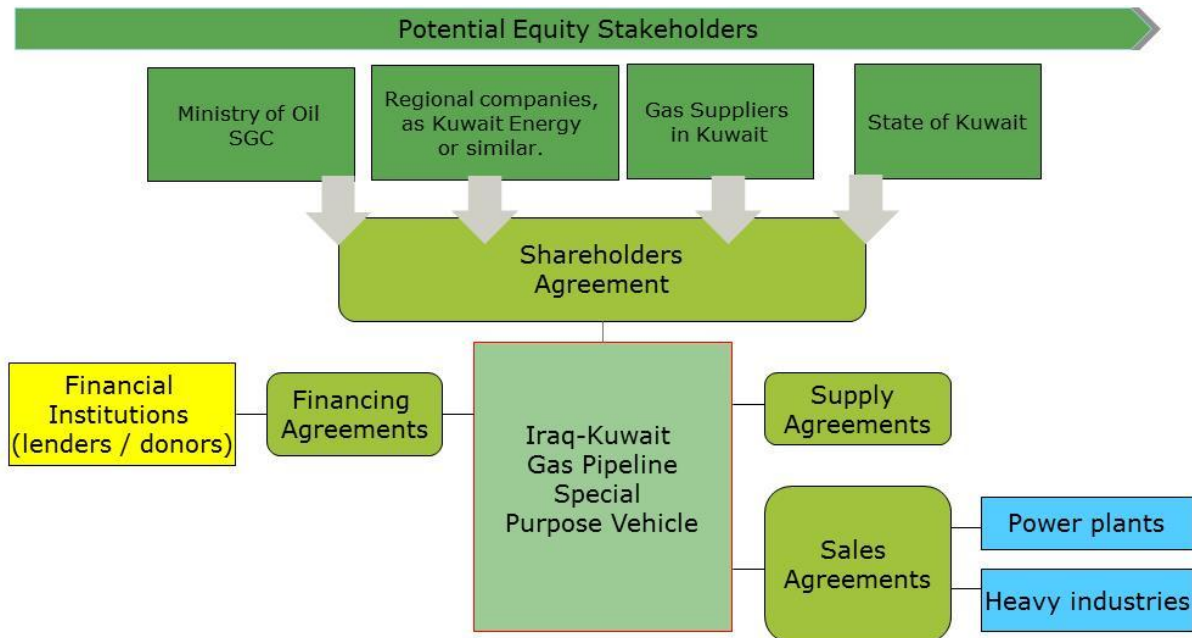 Potential Equity Stakeholders
Ministry of Oil
SGC
Regional companies,
as Kuwait Energy
or similar.
Gas Suppliers
in Kuwait
State of Kuwait
Shareholders
Agreement
Financial
Institutions
(lenders / donors)
Financing
Agreements
Iraq-Kuwait
Gas Pipeline
Special
Purpose Vehicle
Supply
Agreements
Sales
Agreements
Power plants
Heavy industries